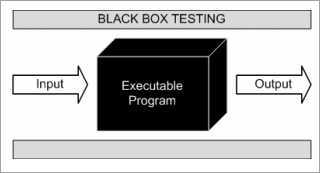 BLACK BOX TESTING
Input
Executable
Program
Output